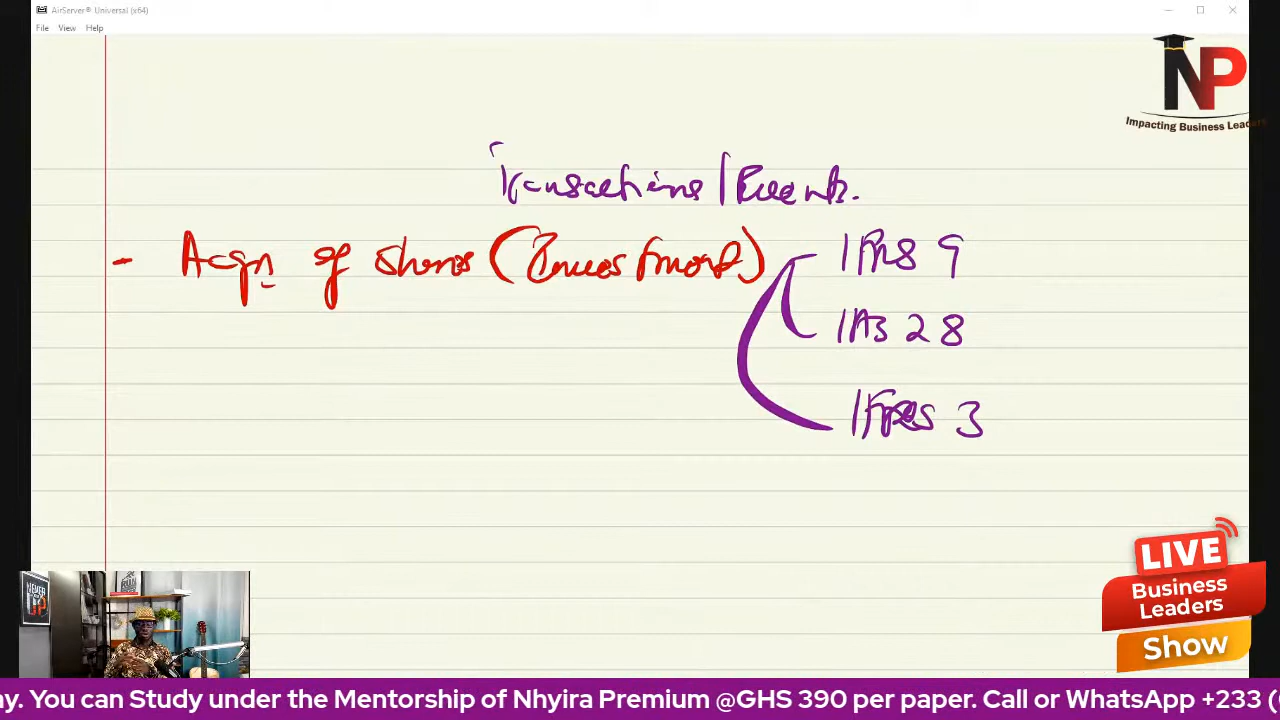 AirServer® Universal (x64)
File View Help
NP
Impacting Business Leaders
Transactions/Events.
- Acqn of shares (Investment) IFRS 9
IAS 28
IFRS 3
LIVE
Business
Leaders
Show
ay. You can Study under the Mentorship of Nhyira Premium @GHS 390 per paper. Call or WhatsApp +233 (